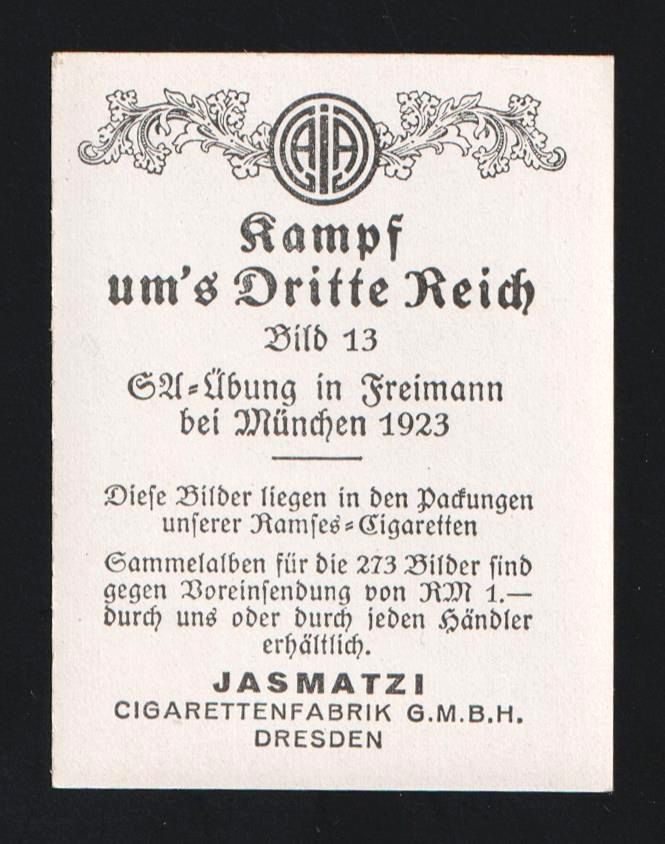 Kampf
um's Dritte Reich
Bild 13
SA-Übung in Freimann
bei München 1923
Diese Bilder liegen in den Packungen
unserer Ramses-Cigaretten
Sammelalben für die 273 Bilder sind
gegen Voreinsendung von RM 1.—
durch uns oder durch jeden Händler
erhältlich.
JASMATZI
CIGARETTENFABRIK G.M.B.H.
DRESDEN